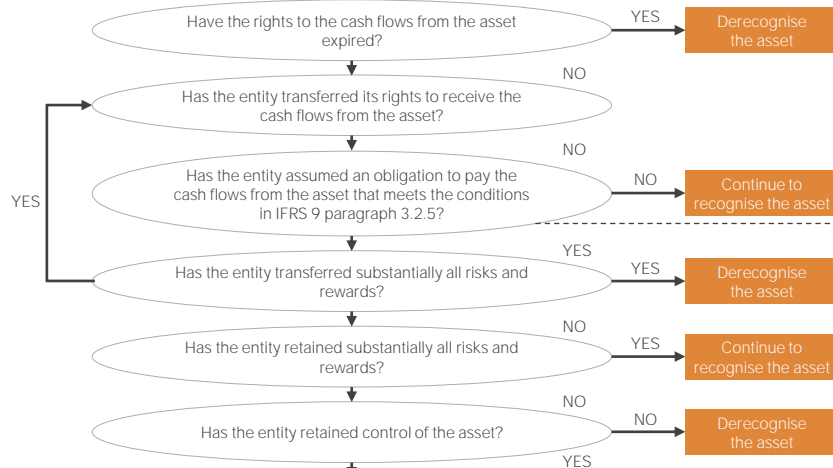 Have the rights to the cash flows from the asset
expired?
YES
Derecognise
the asset
NO
Has the entity transferred its rights to receive the
cash flows from the asset?
NO
Has the entity assumed an obligation to pay the
cash flows from the asset that meets the conditions
in IFRS 9 paragraph 3.2.5?
NO
Continue to
recognise the asset
YES
YES
Has the entity transferred substantially all risks and
rewards?
YES
Derecognise
the asset
NO
Has the entity retained substantially all risks and
rewards?
YES
Continue to
recognise the asset
NO
Has the entity retained control of the asset?
NO
Derecognise
the asset
YES